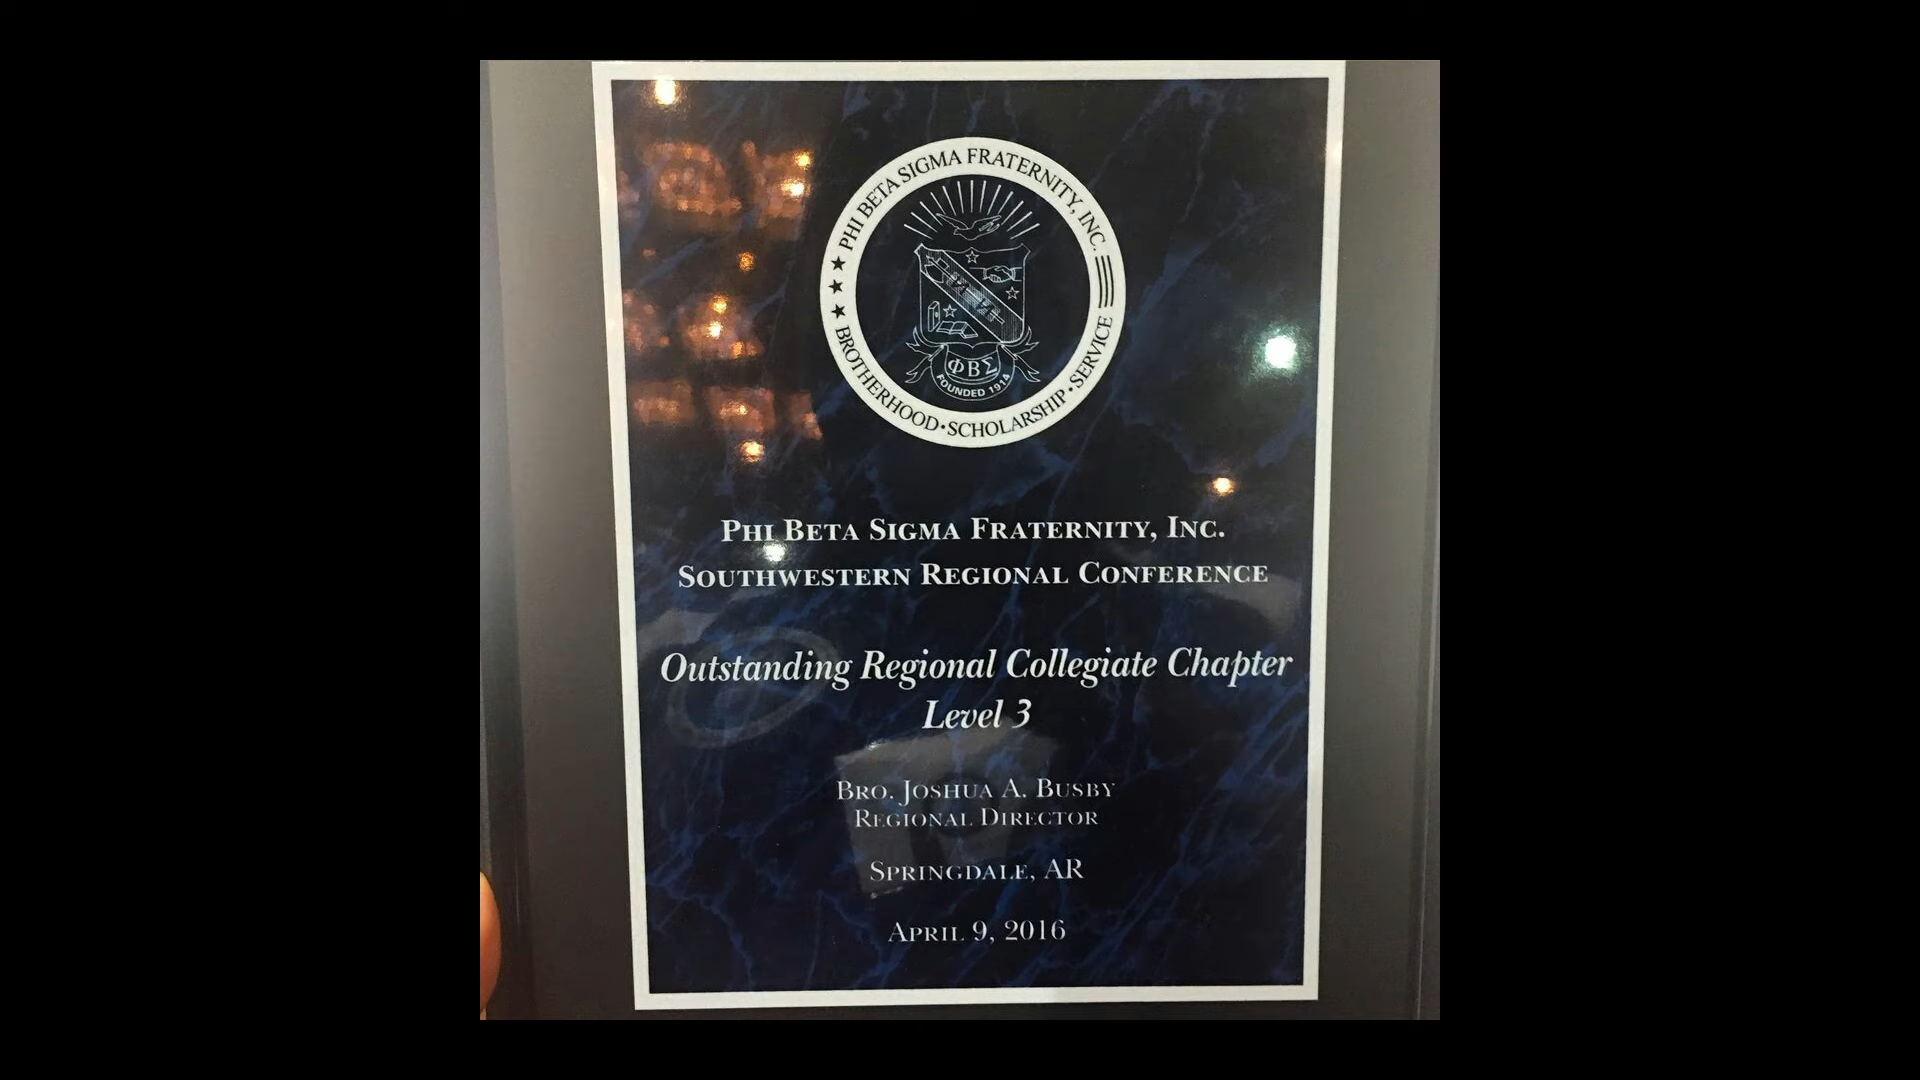 PHI BETA SIGMA FRATERNITY, INC.
BROTHERHOOD • SCHOLARSHIP • SERVICE
ΦΒΣ
FOUNDED 1914
PHI BETA SIGMA FRATERNITY, INC.
SOUTHWESTERN REGIONAL CONFERENCE
Outstanding Regional Collegiate Chapter
Level 3
BRO. JOSHUA A. BUSBY
REGIONAL DIRECTOR
SPRINGDALE, AR
APRIL 9, 2016